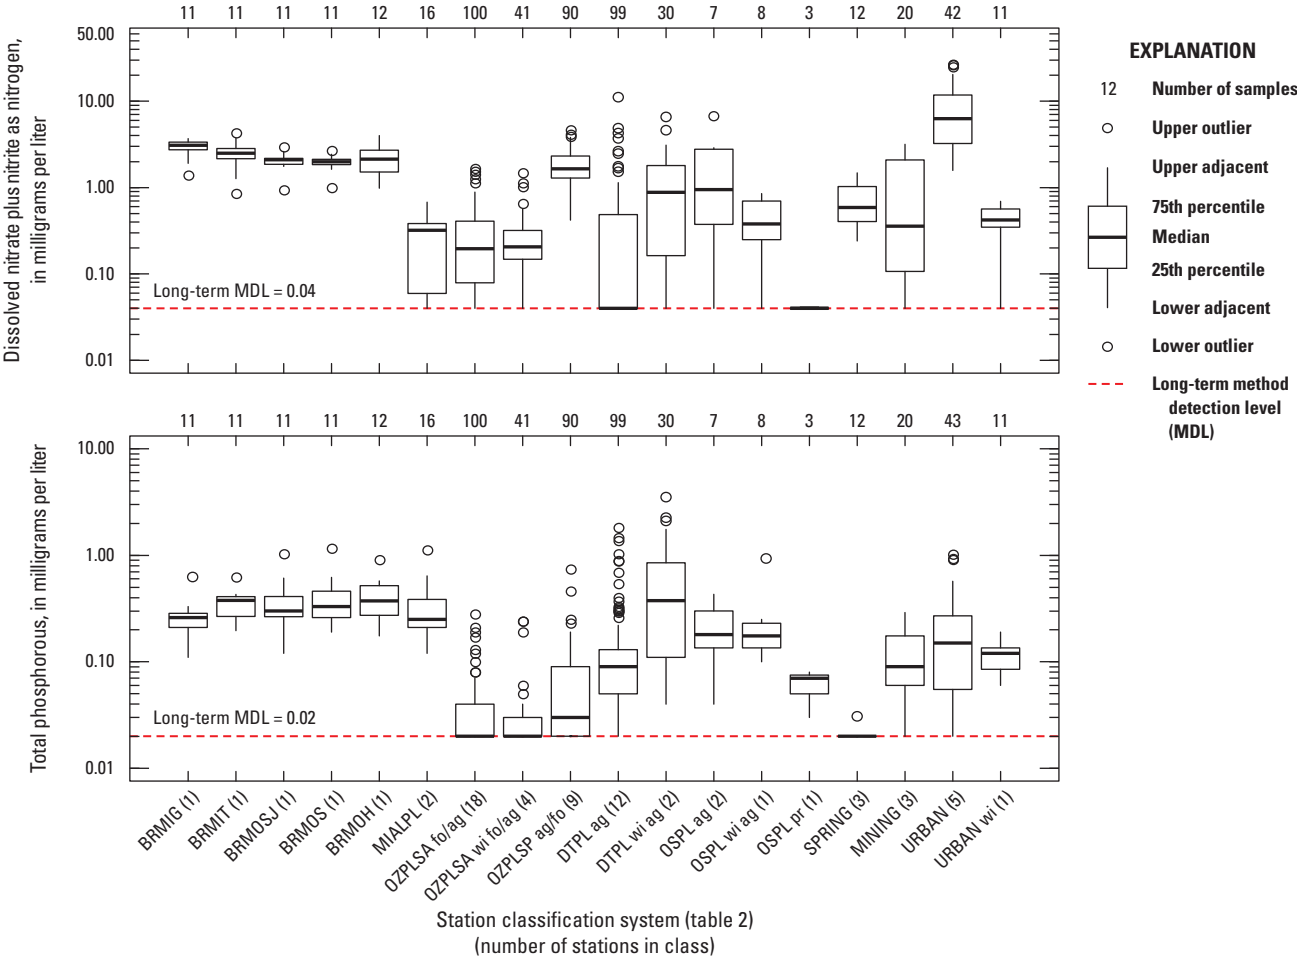 11 11 11 11 12 16 100 41 90 99 30 7 8 3 12 20 42 11
Dissolved nitrate plus nitrite as nitrogen,
in milligrams per liter
50.00
10.00
1.00
0.10
0.01
Long-term MDL = 0.04
EXPLANATION
12 Number of samples
Upper outlier
Upper adjacent
75th percentile
Median
25th percentile
Lower adjacent
Lower outlier
Long-term method
detection level
(MDL)
11 11 11 11 12 16 100 41 90 99 30 7 8 3 12 20 43 11
Total phosphorous, in milligrams per liter
10.00
1.00
0.10
0.01
Long-term MDL = 0.02
BRMIG (1)
BRMIT (1)
BRMOSJ (1)
BRMOS (1)
BRMOH (1)
MIALPL (2)
OZPLSA fo/ag (18)
OZPLSA wi fo/ag (4)
OZPLSP ag/fo (9)
DTPL ag (12)
DTPL wi ag (2)
OSPL ag (2)
OSPL wi ag (1)
OSPL pr (1)
SPRING (3)
MINING (3)
URBAN (5)
URBAN wi (1)
Station classification system (table 2)
(number of stations in class)